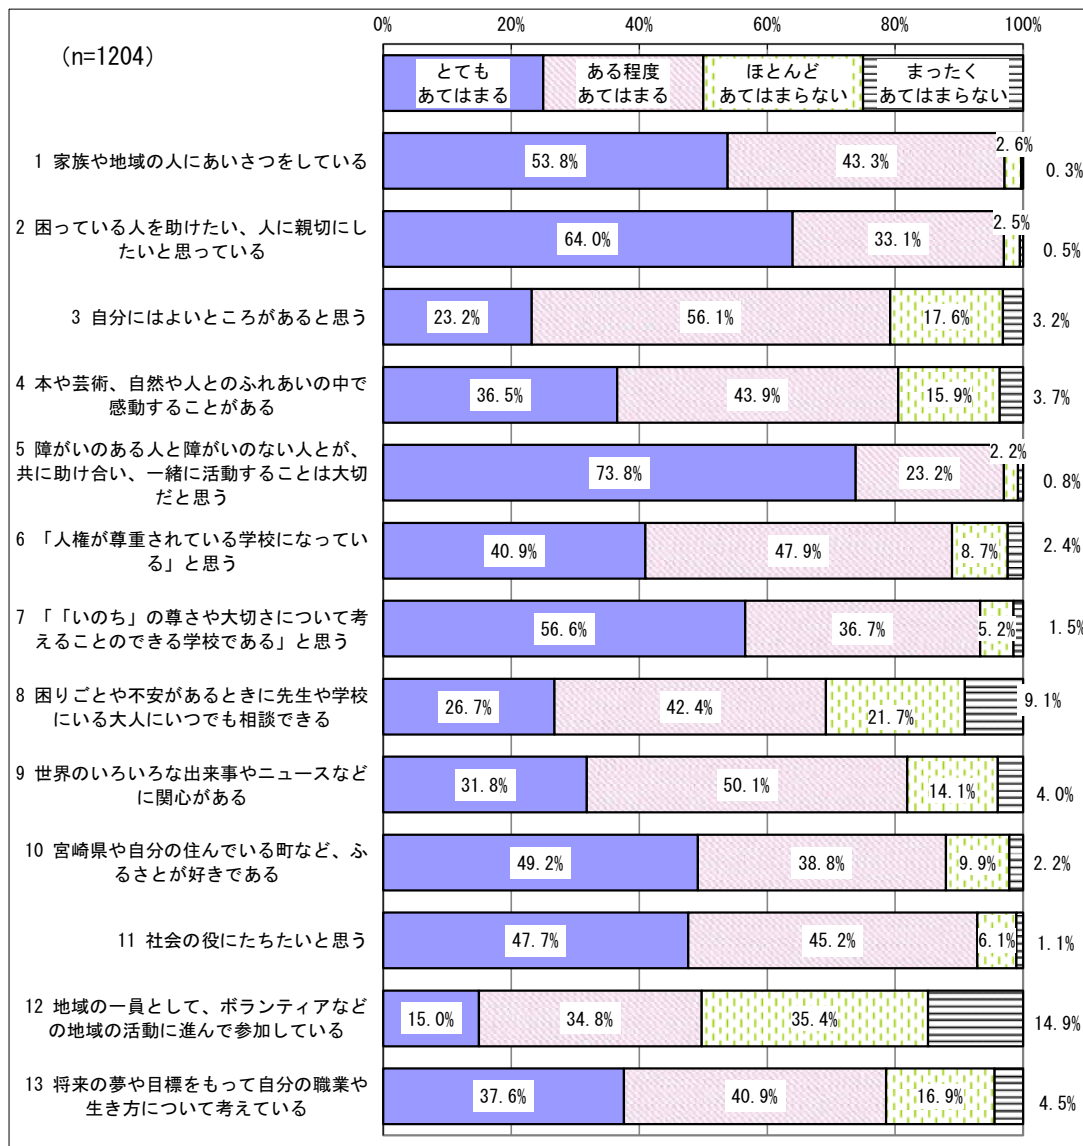 0% 20% 40% 60% 80% 100%
(n=1204)
とても
あてはまる
ある程度
あてはまる
ほとんど
あてはまらない
まったく
あてはまらない
1 家族や地域の人にあいさつをしている
53.8% 43.3% 2.6% 0.3%
2 困っている人を助けたい、人に親切にし
たいと思っている
64.0% 33.1% 2.5% 0.5%
3 自分にはよいところがあると思う
23.2% 56.1% 17.6% 3.2%
4 本や芸術、自然や人とのふれあいの中で
感動することがある
36.5% 43.9% 15.9% 3.7%
5 障がいのある人と障がいのない人とが、
共に助け合い、一緒に活動することは大切
だと思う
73.8% 23.2% 2.2% 0.8%
6 「人権が尊重されている学校になってい
る」と思う
40.9% 47.9% 8.7% 2.4%
7 「「いのち」の尊さや大切さについて考
えることのできる学校である」と思う
56.6% 36.7% 5.2% 1.5%
8 困りごとや不安があるときに先生や学校
にいる大人にいつでも相談できる
26.7% 42.4% 21.7% 9.1%
9 世界のいろいろな出来事やニュースなど
に関心がある
31.8% 50.1% 14.1% 4.0%
10 宮崎県や自分の住んでいる町など、ふ
るさとが好きである
49.2% 38.8% 9.9% 2.2%
11 社会の役にたちたいと思う
47.7% 45.2% 6.1% 1.1%
12 地域の一員として、ボランティアなど
の地域の活動に進んで参加している
15.0% 34.8% 35.4% 14.9%
13 将来の夢や目標をもって自分の職業や
生き方について考えている
37.6% 40.9% 16.9% 4.5%